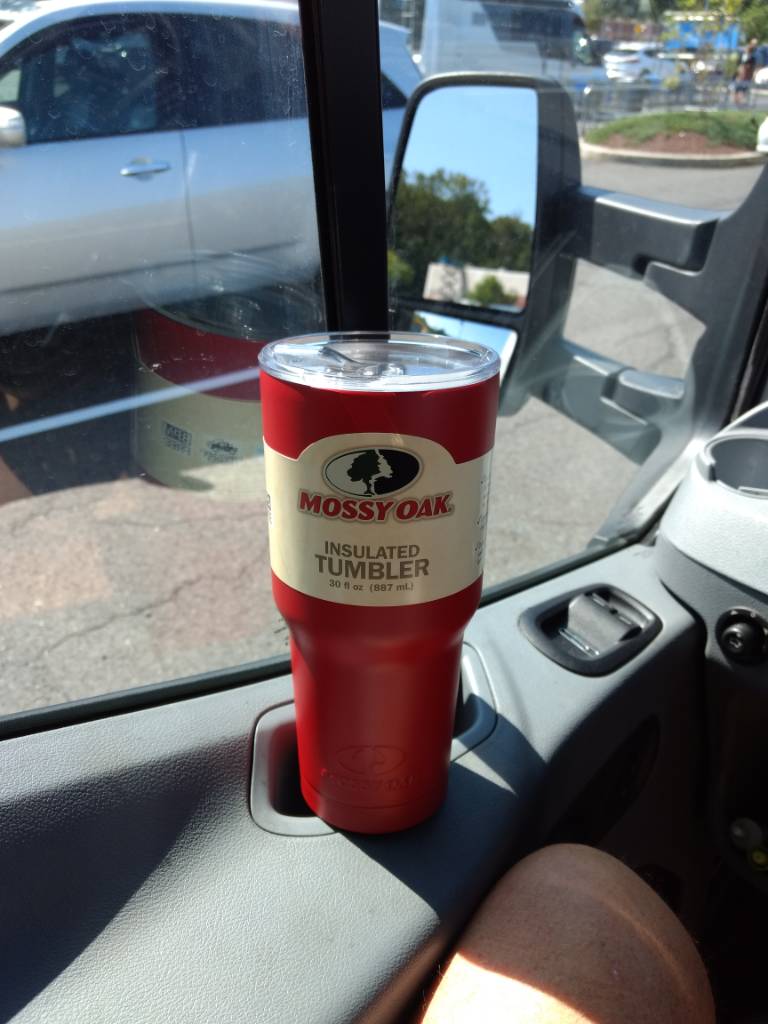 MOSSY OAK
INSULATED
TUMBLER
30 fl oz (887 mL)